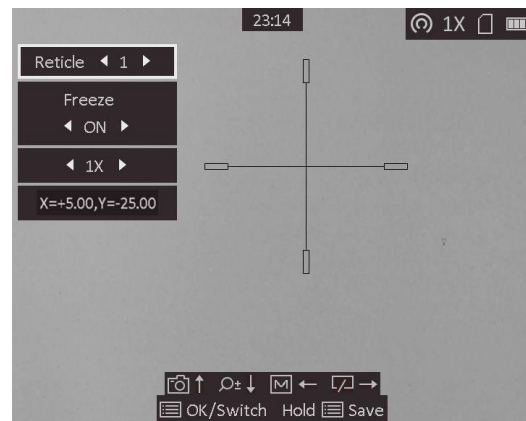 23:14
1X
Reticle 1
Freeze
ON
1X
X=+5.00,Y=-25.00
M
OK/Switch Hold Save